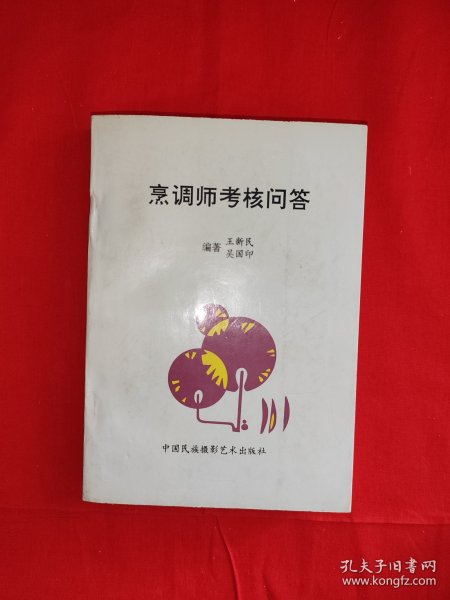 烹调师考核问答
编著
王新民
吴国印
中国民族摄影艺术出版社
孔夫子旧书网
www.kongfz.com